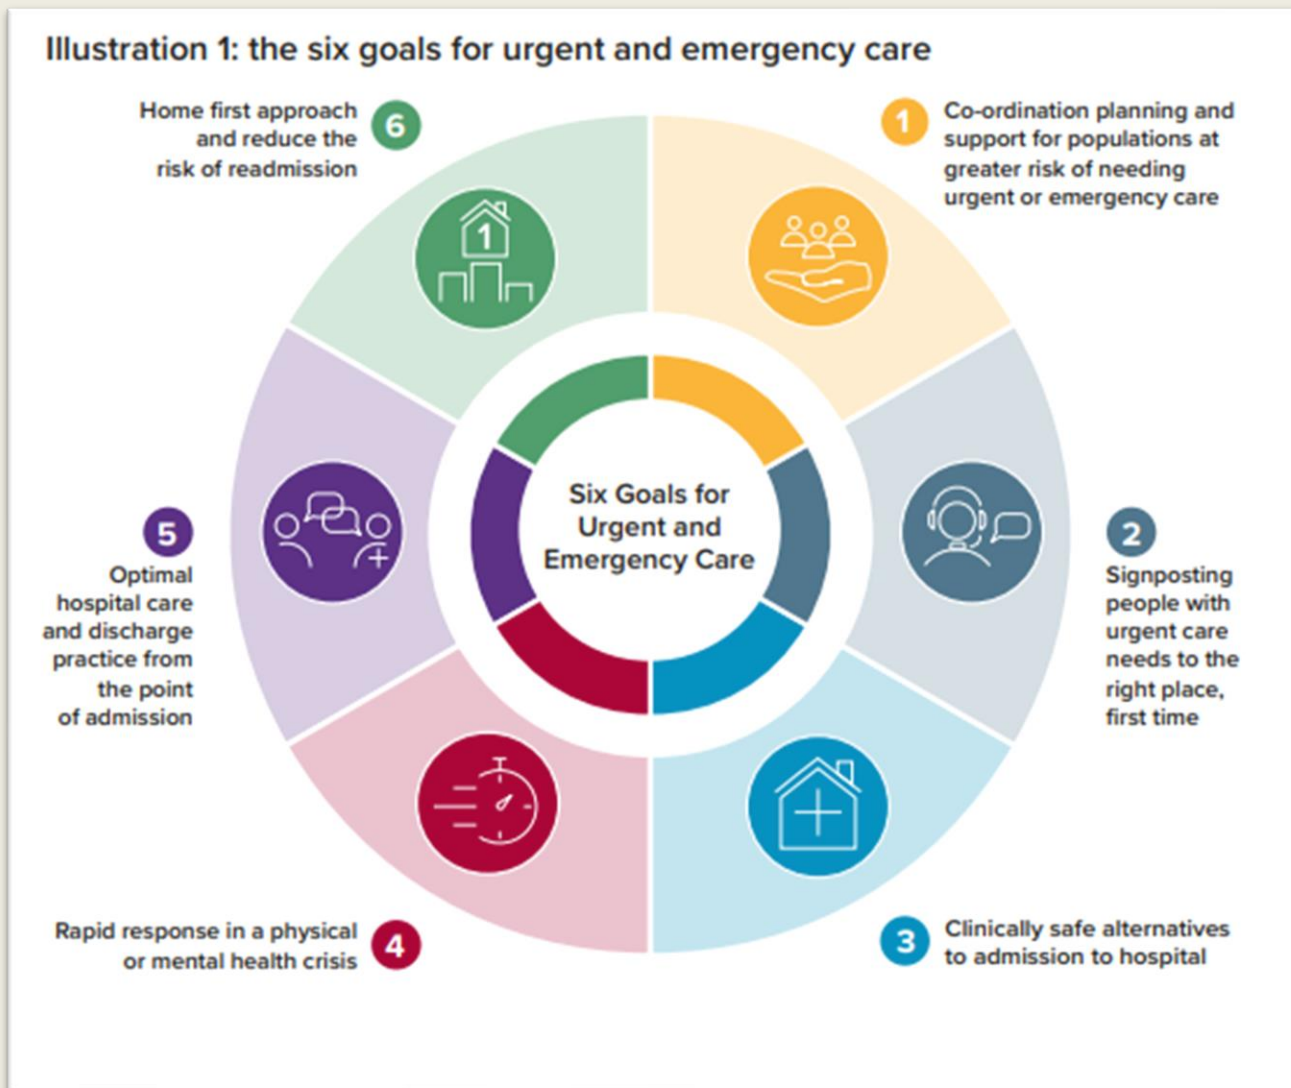 Illustration 1: the six goals for urgent and emergency care
1
Co-ordination planning and
support for populations at
greater risk of needing
urgent or emergency care
2
Signposting
people with
urgent care
needs to the
right place,
first time
3
Clinically safe alternatives
to admission to hospital
4
Rapid response in a physical
or mental health crisis
5
Optimal
hospital care
and discharge
practice from
the point
of admission
6
Home first approach
and reduce the
risk of readmission
1
Six Goals for
Urgent and
Emergency Care